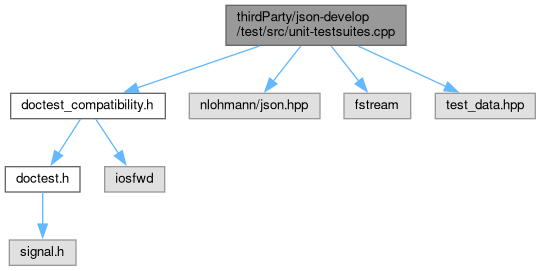 thirdParty/json-develop
/test/src/unit-testsuites.cpp
doctest_compatibility.h
nlohmann/json.hpp
fstream
test_data.hpp
doctest.h
iosfwd
signal.h